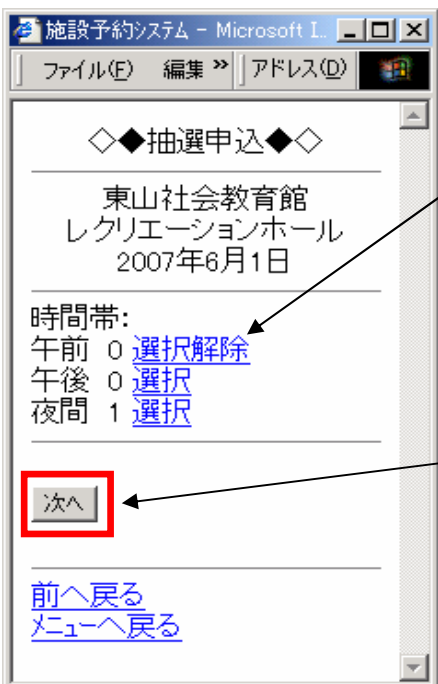 施設予約システム - Microsoft I...
ファイル(F) 編集 » アドレス(D)
◇◆抽選申込◆◇
東山社会教育館
レクリエーションホール
2007年6月1日
時間帯:
午前 0 選択解除
午後 0 選択
夜間 1 選択
次へ
前へ戻る
メニューへ戻る